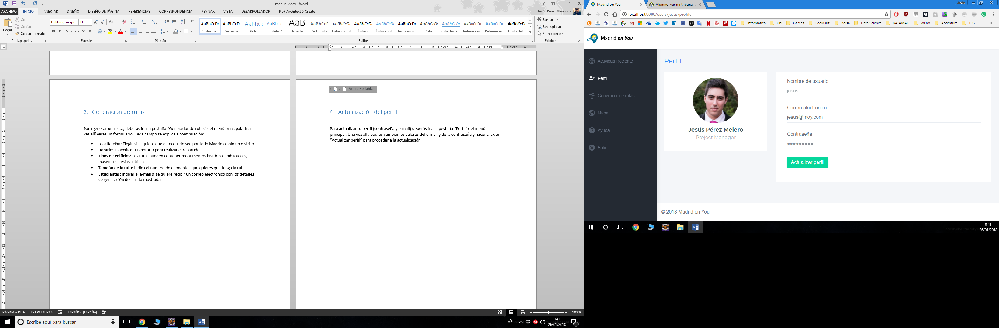 manual.docx - Word
ARCHIVO INICIO INSERTAR DISEÑO DISEÑO DE PÁGINA REFERENCIAS CORRESPONDENCIA REVISAR VISTA DESARROLLADOR PDF Architect 5 Creator
Jesús Pérez Melero
Pegar
Cortar
Copiar
Copiar formato
Portapapeles
Calibri (Cuerp 11
N K S abc x₂ x²
Fuente
Párrafo
AaBbCcDc AaBbCcDc AaBbCc AaBbCcC AaBl AaBbCcC AaBbCcDc AaBbCcDc AaBbCcDc AaBbCcDc AaBbCcDc AaBbCcDc AaBbCcDc AaBbCcDc AaBbCcDc
¶ Normal ¶ Sin espa... Título 1 Título 2 Puesto Subtítulo Énfasis sutil Énfasis Énfasis int... Texto en n... Cita Cita desta... Referencia... Referencia... Título del...
Estilos
Buscar
Reemplazar
Seleccionar
Edición
3.- Generación de rutas
Para generar una ruta, deberás ir a la pestaña “Generador de rutas” del menú principal. Una
vez allí verás un formulario. Cada campo se explica a continuación:
• Localización: Elegir si se quiere que el recorrido sea por todo Madrid o sólo un distrito.
• Horario: Especificar un horario para realizar el recorrido.
• Tipos de edificios: Las rutas pueden contener monumentos históricos, bibliotecas,
museos o iglesias católicas.
• Tamaño de la ruta: Indica el número de elementos que quieres que tenga la ruta.
• Estudiantes: Indicar el e-mail si se quiere recibir un correo electrónico con los detalles
de generación de la ruta mostrada.
Actualizar tabla...
4.- Actualización del perfil
Para actualizar tu perfil (contraseña y e-mail) deberás ir a la pestaña “Perfil” del menú
principal. Una vez allí, podrás cambiar los valores del e-mail y de la contraseña y hacer click en
“Actualizar perfil” para proceder a la actualización.
PÁGINA 6 DE 6 353 PALABRAS ESPAÑOL (ESPAÑA)
100 %
Escribe aquí para buscar
0:41
26/01/2018
Madrid on You
Alumno: ver mi tribunal
Jesús
localhost:8080/users/jesus/profile
Informatica Uni Games LookOut! Bolsa Data Science DATAMAD WOW Accenture TFG
Madrid on You
Actividad Reciente
Perfil
Generador de rutas
Mapa
Ayuda
Salir
Perfil
Jesús Pérez Melero
Project Manager
Nombre de usuario
jesus
Correo electrónico
jesus@moy.com
Contraseña
•••••••••
Actualizar perfil
© 2018 Madrid on You
0:41
26/01/2018